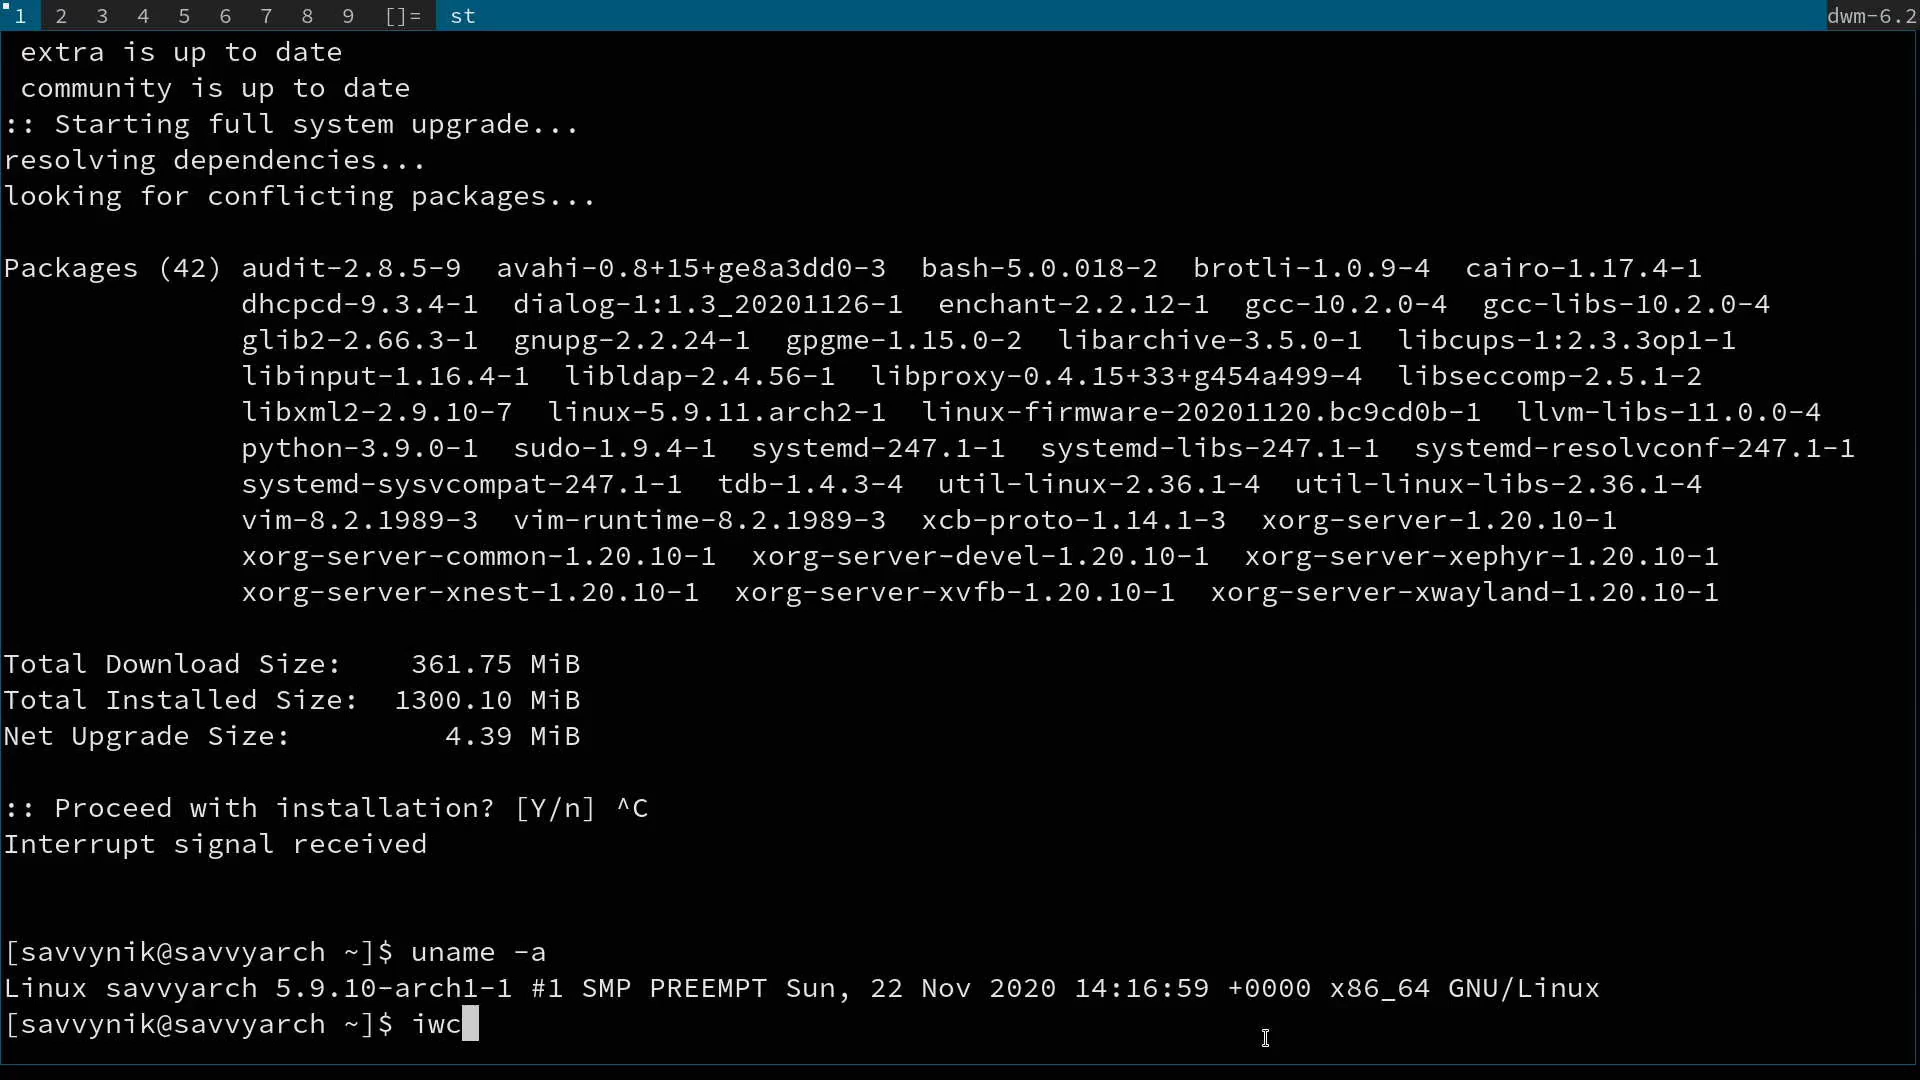 1 2 3 4 5 6 7 8 9 []= st dwm-6.2
extra is up to date
community is up to date
:: Starting full system upgrade...
resolving dependencies...
looking for conflicting packages...
Packages (42) audit-2.8.5-9 avahi-0.8+15+ge8a3dd0-3 bash-5.0.018-2 brotli-1.0.9-4 cairo-1.17.4-1
dhcpcd-9.3.4-1 dialog-1:1.3_20201126-1 enchant-2.2.12-1 gcc-10.2.0-4 gcc-libs-10.2.0-4
glib2-2.66.3-1 gnupg-2.2.24-1 gpgme-1.15.0-2 libarchive-3.5.0-1 libcups-1:2.3.3op1-1
libinput-1.16.4-1 libldap-2.4.56-1 libproxy-0.4.15+33+g454a499-4 libseccomp-2.5.1-2
libxml2-2.9.10-7 linux-5.9.11.arch2-1 linux-firmware-20201120.bc9cd0b-1 llvm-libs-11.0.0-4
python-3.9.0-1 sudo-1.9.4-1 systemd-247.1-1 systemd-libs-247.1-1 systemd-resolvconf-247.1-1
systemd-sysvcompat-247.1-1 tdb-1.4.3-4 util-linux-2.36.1-4 util-linux-libs-2.36.1-4
vim-8.2.1989-3 vim-runtime-8.2.1989-3 xcb-proto-1.14.1-3 xorg-server-1.20.10-1
xorg-server-common-1.20.10-1 xorg-server-devel-1.20.10-1 xorg-server-xephyr-1.20.10-1
xorg-server-xnest-1.20.10-1 xorg-server-xvfb-1.20.10-1 xorg-server-xwayland-1.20.10-1
Total Download Size: 361.75 MiB
Total Installed Size: 1300.10 MiB
Net Upgrade Size: 4.39 MiB
:: Proceed with installation? [Y/n] ^C
Interrupt signal received
[savvynik@savvyarch ~]$ uname -a
Linux savvyarch 5.9.10-arch1-1 #1 SMP PREEMPT Sun, 22 Nov 2020 14:16:59 +0000 x86_64 GNU/Linux
[savvynik@savvyarch ~]$ iwc